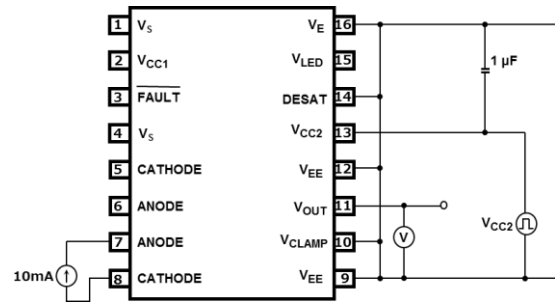 1 VS
2 VCC1
3 FAULT
4 VS
5 CATHODE
6 ANODE
7 ANODE
8 CATHODE
10mA
VE 16
VLED 15
DESAT 14
VCC2 13
VEE 12
VOUT 11
VCLAMP 10
VEE 9
1 µF
V
VCC2